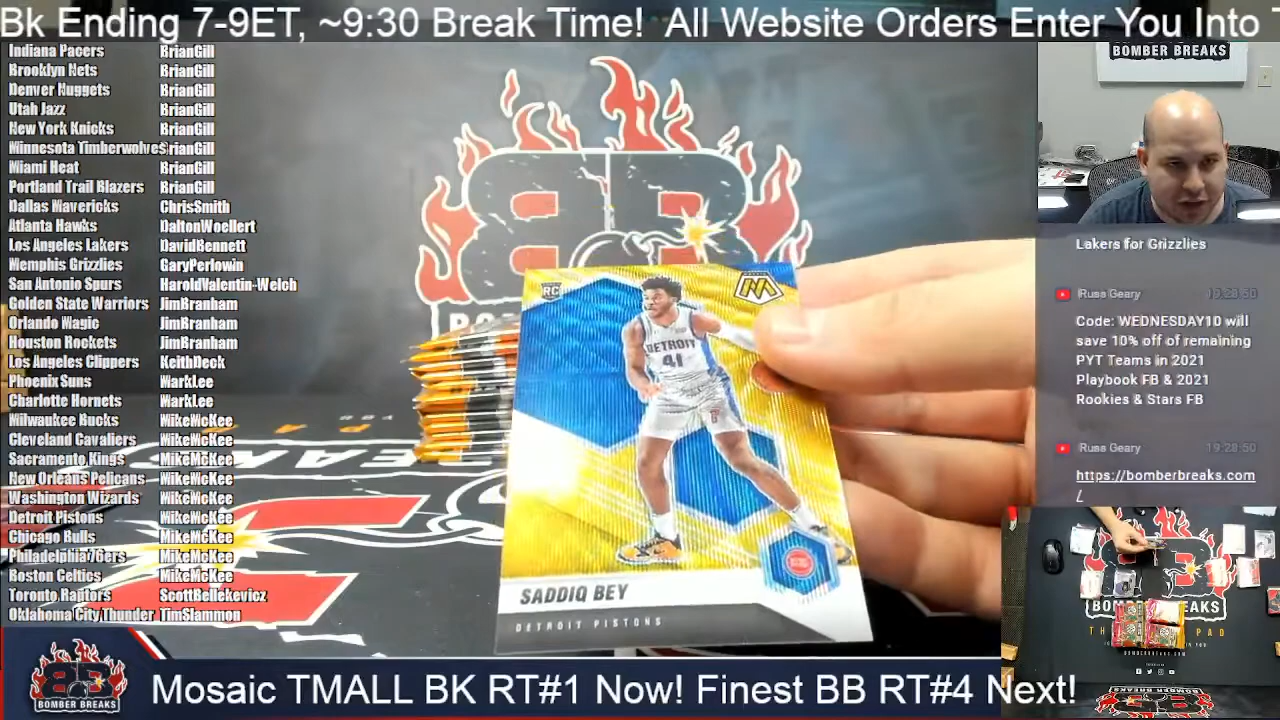 Bk Ending 7-9ET, ~9:30 Break Time!  All Website Orders Enter You Into
Indiana Pacers BrianGill
Brooklyn Nets BrianGill
Denver Nuggets BrianGill
Utah Jazz BrianGill
New York Knicks BrianGill
Minnesota Timberwolves BrianGill
Miami Heat BrianGill
Portland Trail Blazers BrianGill
Dallas Mavericks ChrisSmith
Atlanta Hawks DaltonWoellert
Los Angeles Lakers DavidBennett
Memphis Grizzlies GaryPerlowin
San Antonio Spurs HaroldValentin-Welch
Golden State Warriors JimBranham
Orlando Magic JimBranham
Houston Rockets JimBranham
Los Angeles Clippers KeithDeck
Phoenix Suns WarkLee
Charlotte Hornets WarkLee
Milwaukee Bucks MikeMcKee
Cleveland Cavaliers MikeMcKee
Sacramento Kings MikeMcKee
New Orleans Pelicans MikeMcKee
Washington Wizards MikeMcKee
Detroit Pistons MikeMcKee
Chicago Bulls MikeMcKee
Philadelphia 76ers MikeMcKee
Boston Celtics MikeMcKee
Toronto Raptors ScottBellekevicz
Oklahoma City Thunder TimSlammon
RC
DETROIT
41
SADDIQ BEY
DETROIT PISTONS
BOMBER BREAKS
Lakers for Grizzlies
Russ Geary 19:28:50
Code: WEDNESDAY10 will
save 10% off of remaining
PYT Teams in 2021
Playbook FB & 2021
Rookies & Stars FB
Russ Geary 19:28:50
https://bomberbreaks.com
/
BOMBER BREAKS
BOMBER BREAKS
Mosaic TMALL BK RT#1 Now! Finest BB RT#4 Next!